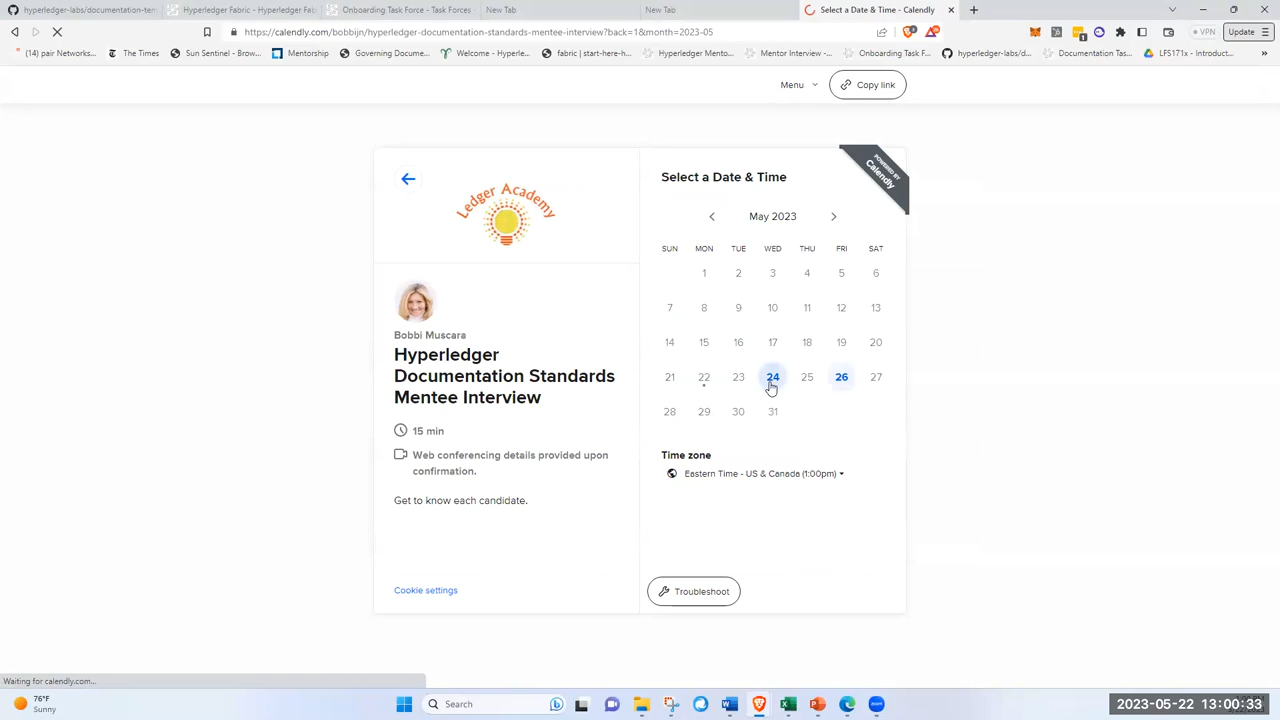 hyperledger-labs/documentation-tem
Hyperledger Fabric - Hyperledger Fab
Onboarding Task Force - Task Forces
New Tab
New Tab
Select a Date & Time - Calendly
https://calendly.com/bobbijn/hyperledger-documentation-standards-mentee-interview?back=1&month=2023-05
VPN
Update
(14) pair Networks...
The Times
Sun Sentinel - Brow...
Mentorship
Governing Docume...
Welcome - Hyperle...
fabric | start-here-h...
Hyperledger Mento...
Mentor Interview -...
Onboarding Task F...
hyperledger-labs/d...
Documentation Tas...
LFS171x - Introduct...
Menu
Copy link
POWERED BY
Calendly
Ledger Academy
Select a Date & Time
May 2023
SUN MON TUE WED THU FRI SAT
1 2 3 4 5 6
7 8 9 10 11 12 13
14 15 16 17 18 19 20
21 22 23 24 25 26 27
28 29 30 31
Bobbi Muscara
Hyperledger
Documentation Standards
Mentee Interview
15 min
Web conferencing details provided upon
confirmation.
Get to know each candidate.
Time zone
Eastern Time - US & Canada (1:00pm)
Cookie settings
Troubleshoot
Waiting for calendly.com...
76°F
Sunny
Search
2023-05-22 13:00:33